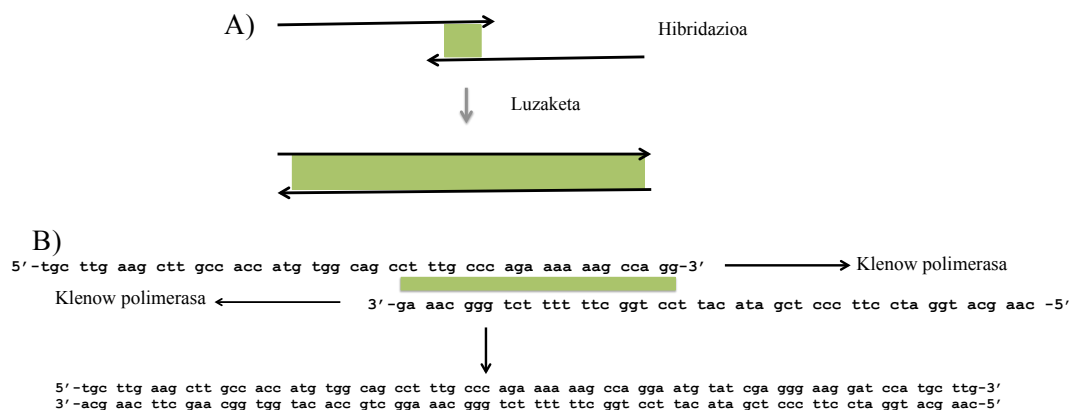 A)
Hibridazioa
Luzaketa
B)
5’-tgc ttg aag ctt gcc acc atg tgg cag cct ttg ccc aga aaa aag cca gg-3’
Klenow polimerasa
Klenow polimerasa
3’-ga aac ggg tct ttt ttc ggt cct tac ata gct ccc ttc cta ggt acg aac -5’
5’-tgc ttg aag ctt gcc acc atg tgg cag cct ttg ccc aga aaa aag cca gga atg tat cga ggg aag gat cca tgc ttg-3’
3’-acg aac ttc gaa cgg tgg tac acc gtc gga aac ggg tct ttt ttc ggt cct tac ata gct ccc ttc cta ggt acg aac-5’